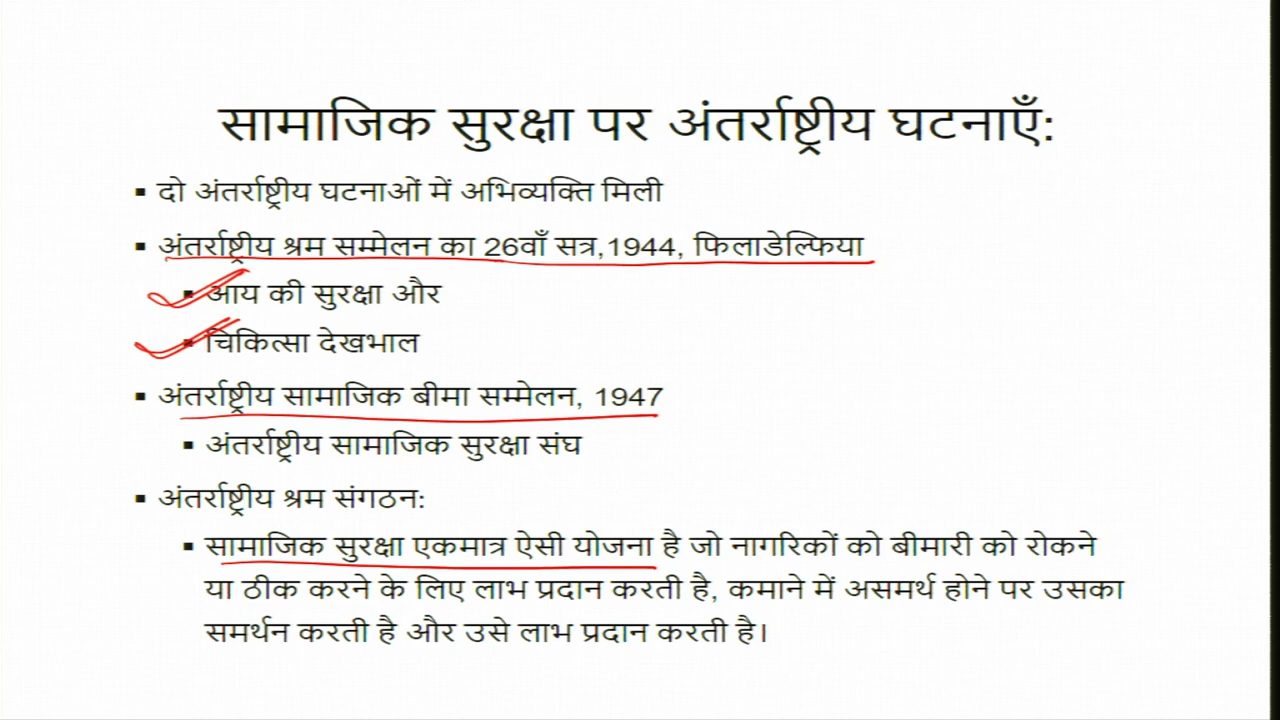 सामाजिक सुरक्षा पर अंतर्राष्ट्रीय घटनाएँ:
▪ दो अंतर्राष्ट्रीय घटनाओं में अभिव्यक्ति मिली
▪ अंतर्राष्ट्रीय श्रम सम्मेलन का 26वाँ सत्र,1944, फिलाडेल्फिया
▪ आय की सुरक्षा और
▪ चिकित्सा देखभाल
▪ अंतर्राष्ट्रीय सामाजिक बीमा सम्मेलन, 1947
▪ अंतर्राष्ट्रीय सामाजिक सुरक्षा संघ
▪ अंतर्राष्ट्रीय श्रम संगठन:
▪ सामाजिक सुरक्षा एकमात्र ऐसी योजना है जो नागरिकों को बीमारी को रोकने
या ठीक करने के लिए लाभ प्रदान करती है, कमाने में असमर्थ होने पर उसका
समर्थन करती है और उसे लाभ प्रदान करती है।